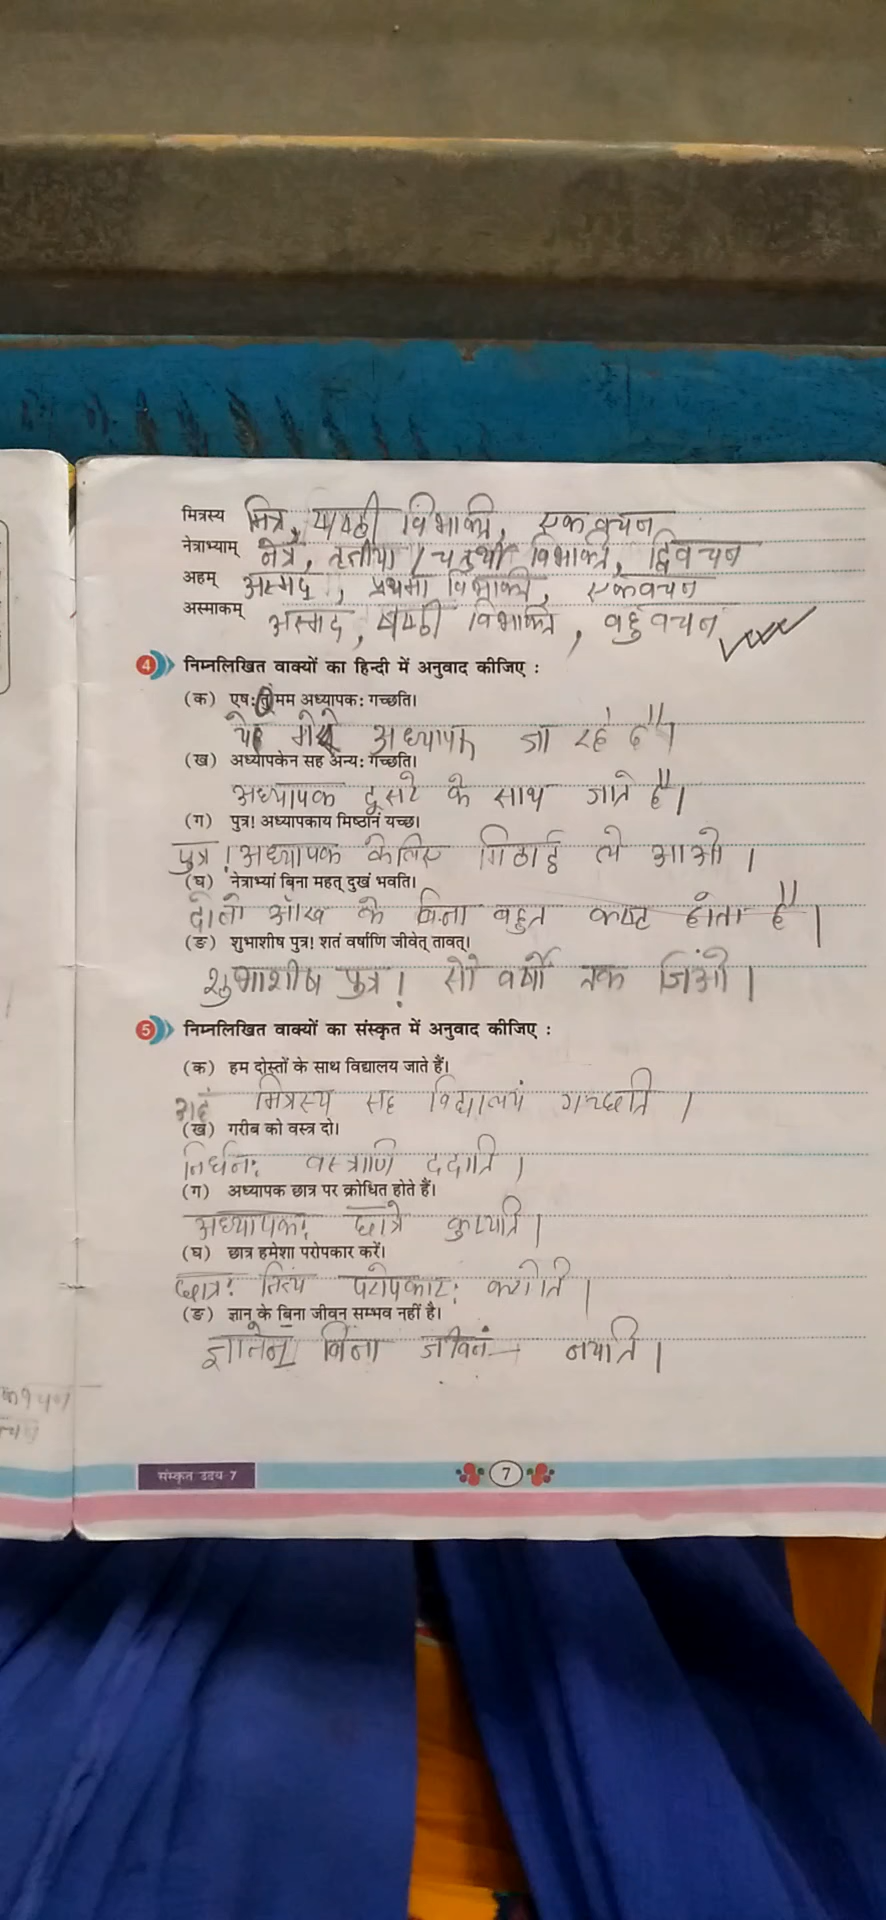 मित्रस्य मित्र, षष्ठी विभक्ति, एकवचन
नेत्राभ्याम् नेत्र, तृतीया / चतुर्थी विभक्ति, द्विवचन
अहम् अस्मद्, प्रथमा विभक्ति, एकवचन
अस्माकम् अस्मद, षष्ठी विभक्ति, बहुवचन
4 निम्नलिखित वाक्यों का हिन्दी में अनुवाद कीजिए :
(क) एष: तु मम अध्यापक: गच्छति।
ये मेरे अध्यापक जा रहे हैं।
(ख) अध्यापकेन सह अन्य: गच्छति।
अध्यापक दूसरे के साथ जाते है।
(ग) पुत्र! अध्यापकाय मिष्ठानं यच्छ।
पुत्र ! अध्यापक के लिए मिठाई ले आओ ।
(घ) नेत्राभ्यां बिना महत् दुखं भवति।
दोनो आँख के बिना बहुत कष्ट होता है।
(ङ) शुभाशीष पुत्र! शतं वर्षाणि जीवेत् तावत्।
शुभाशीष पुत्र! सो वर्षो तक जिओ।
5 निम्नलिखित वाक्यों का संस्कृत में अनुवाद कीजिए :
(क) हम दोस्तों के साथ विद्यालय जाते हैं।
अहं मित्रस्य सह विद्यालयं गच्छति ।
(ख) गरीब को वस्त्र दो।
निर्धन: वस्त्राणि ददाति ।
(ग) अध्यापक छात्र पर क्रोधित होते हैं।
अध्यापक: छात्रे कुप्यति।
(घ) छात्र हमेशा परोपकार करें।
छात्र: नित्यं परोपकार: करोति ।
(ङ) ज्ञान के बिना जीवन सम्भव नहीं है।
ज्ञानेन बिना जीवनं
संस्कृत उदय-7
7